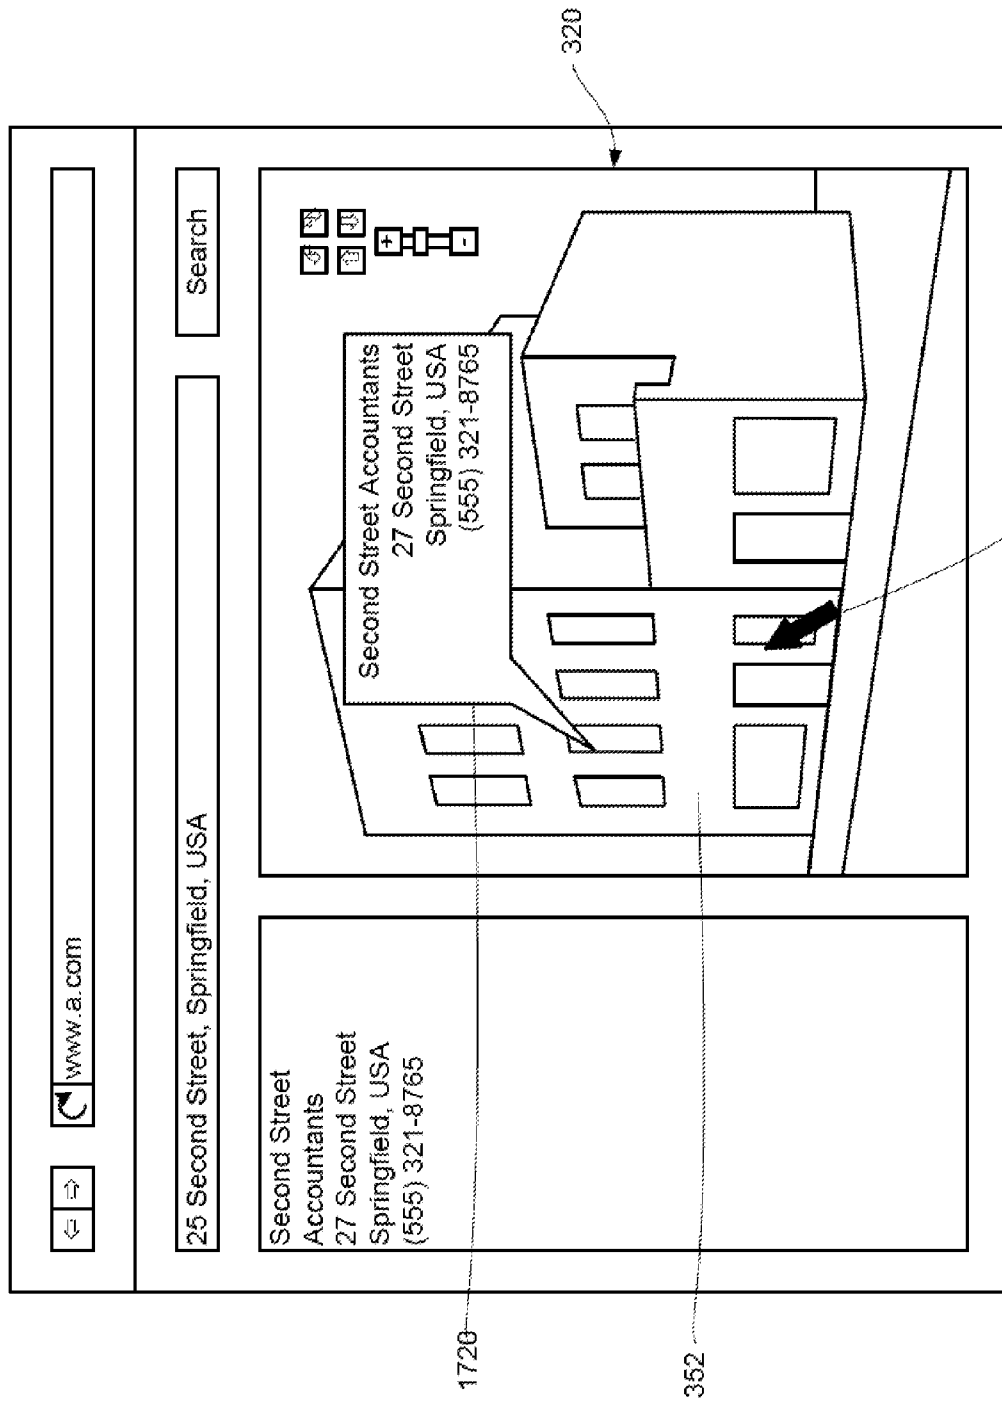 www.a.com
25 Second Street, Springfield, USA
Search
Second Street
Accountants
27 Second Street
Springfield, USA
(555) 321-8765
Second Street Accountants
27 Second Street
Springfield, USA
(555) 321-8765
+
-
320
1720
352